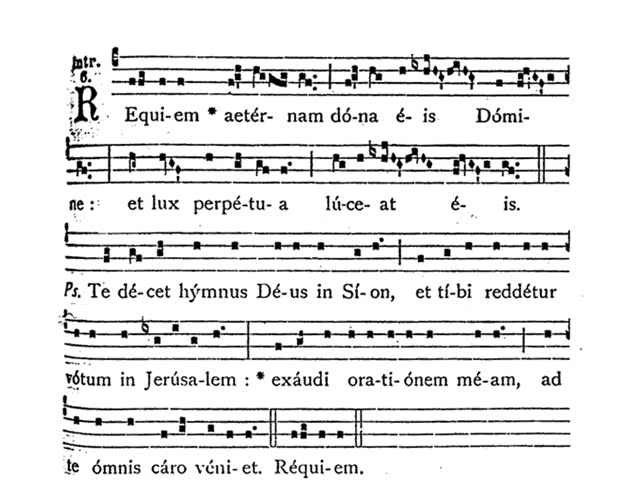 Intr.
6.
REqui-em * aetér- nam dó-na é- is Dómi-
ne : et lux perpé-tu- a lú-ce- at é- is.
Ps. Te dé-cet hýmnus Dé-us in Sí-on, et tí-bi reddétur
vótum in Jerúsa-lem : * exáudi ora-ti-ónem mé-am, ad
te ómnis cáro véni-et. Réqui-em.